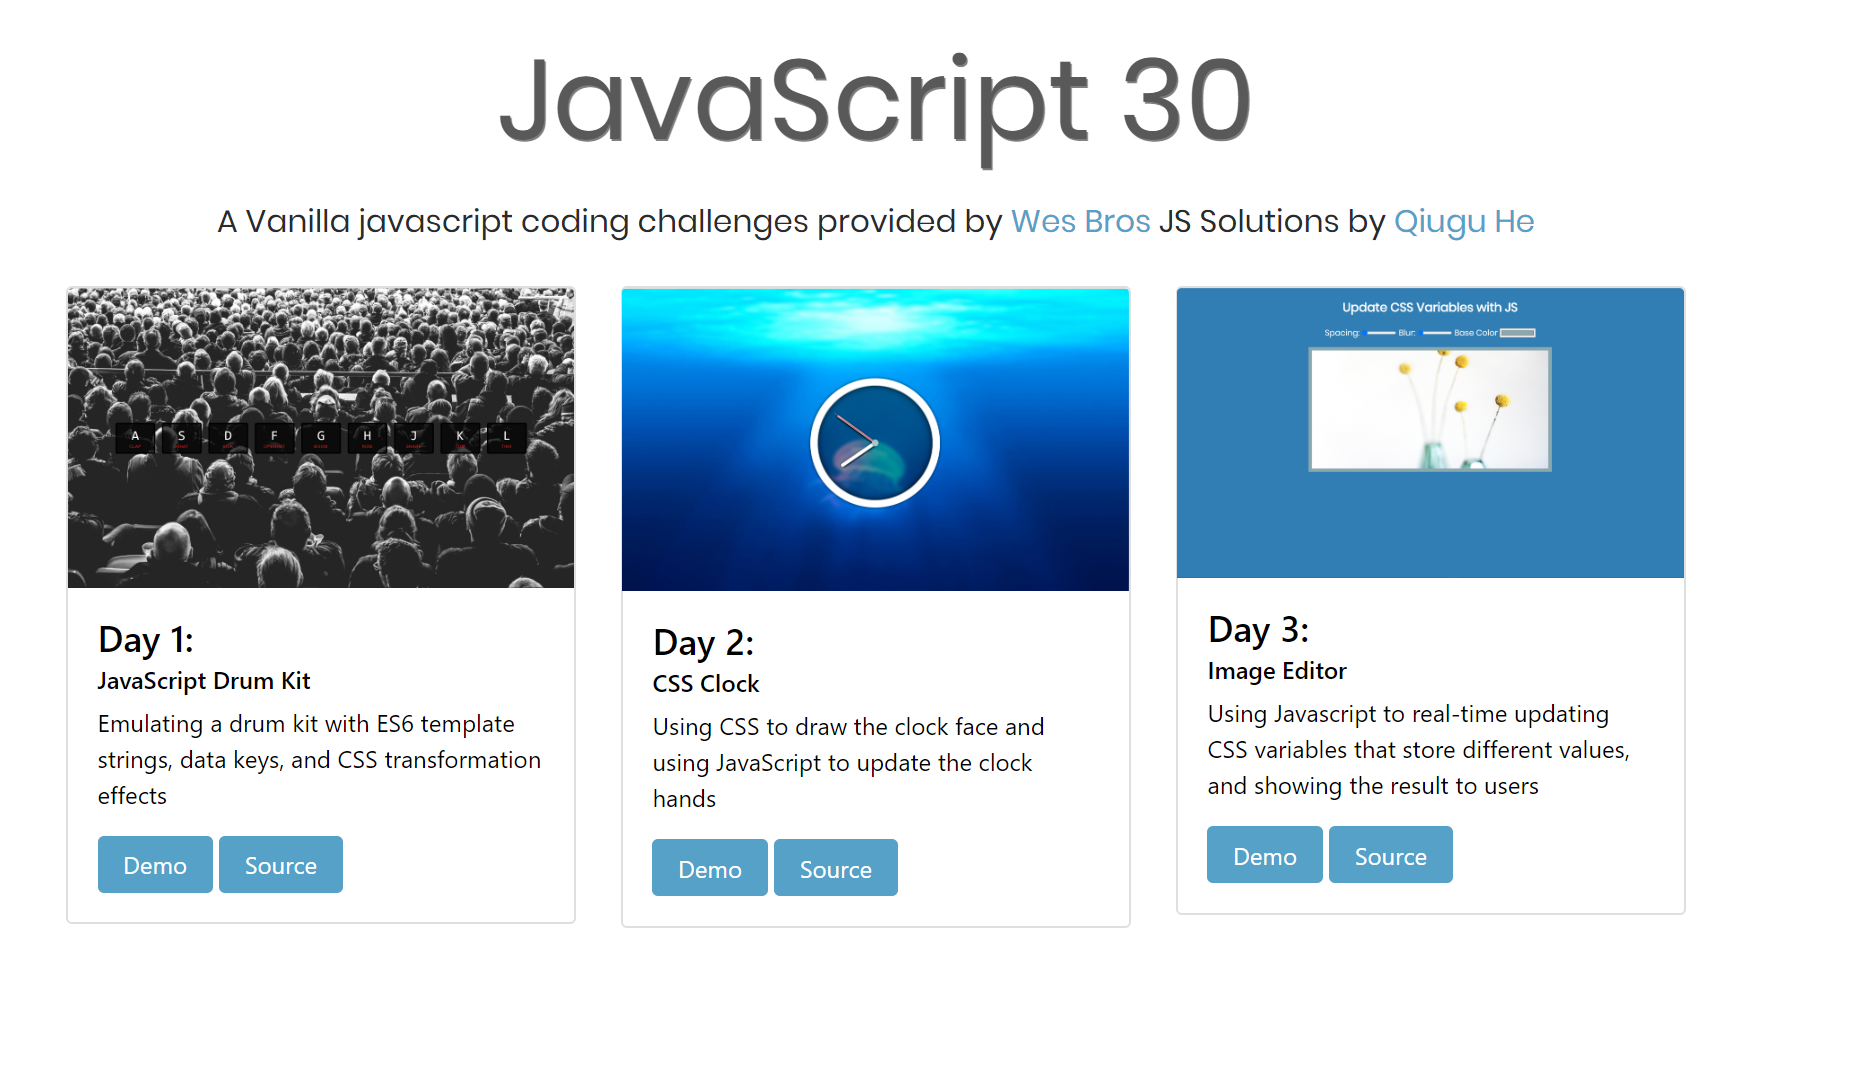 JavaScript 30
A Vanilla javascript coding challenges provided by Wes Bros JS Solutions by Qiugu He
A S D F G H J K L
Update CSS Variables with JS
Spacing: Blur: Base Color
Day 1:
JavaScript Drum Kit
Emulating a drum kit with ES6 template
strings, data keys, and CSS transformation
effects
Demo Source
Day 2:
CSS Clock
Using CSS to draw the clock face and
using JavaScript to update the clock
hands
Demo Source
Day 3:
Image Editor
Using Javascript to real-time updating
CSS variables that store different values,
and showing the result to users
Demo Source